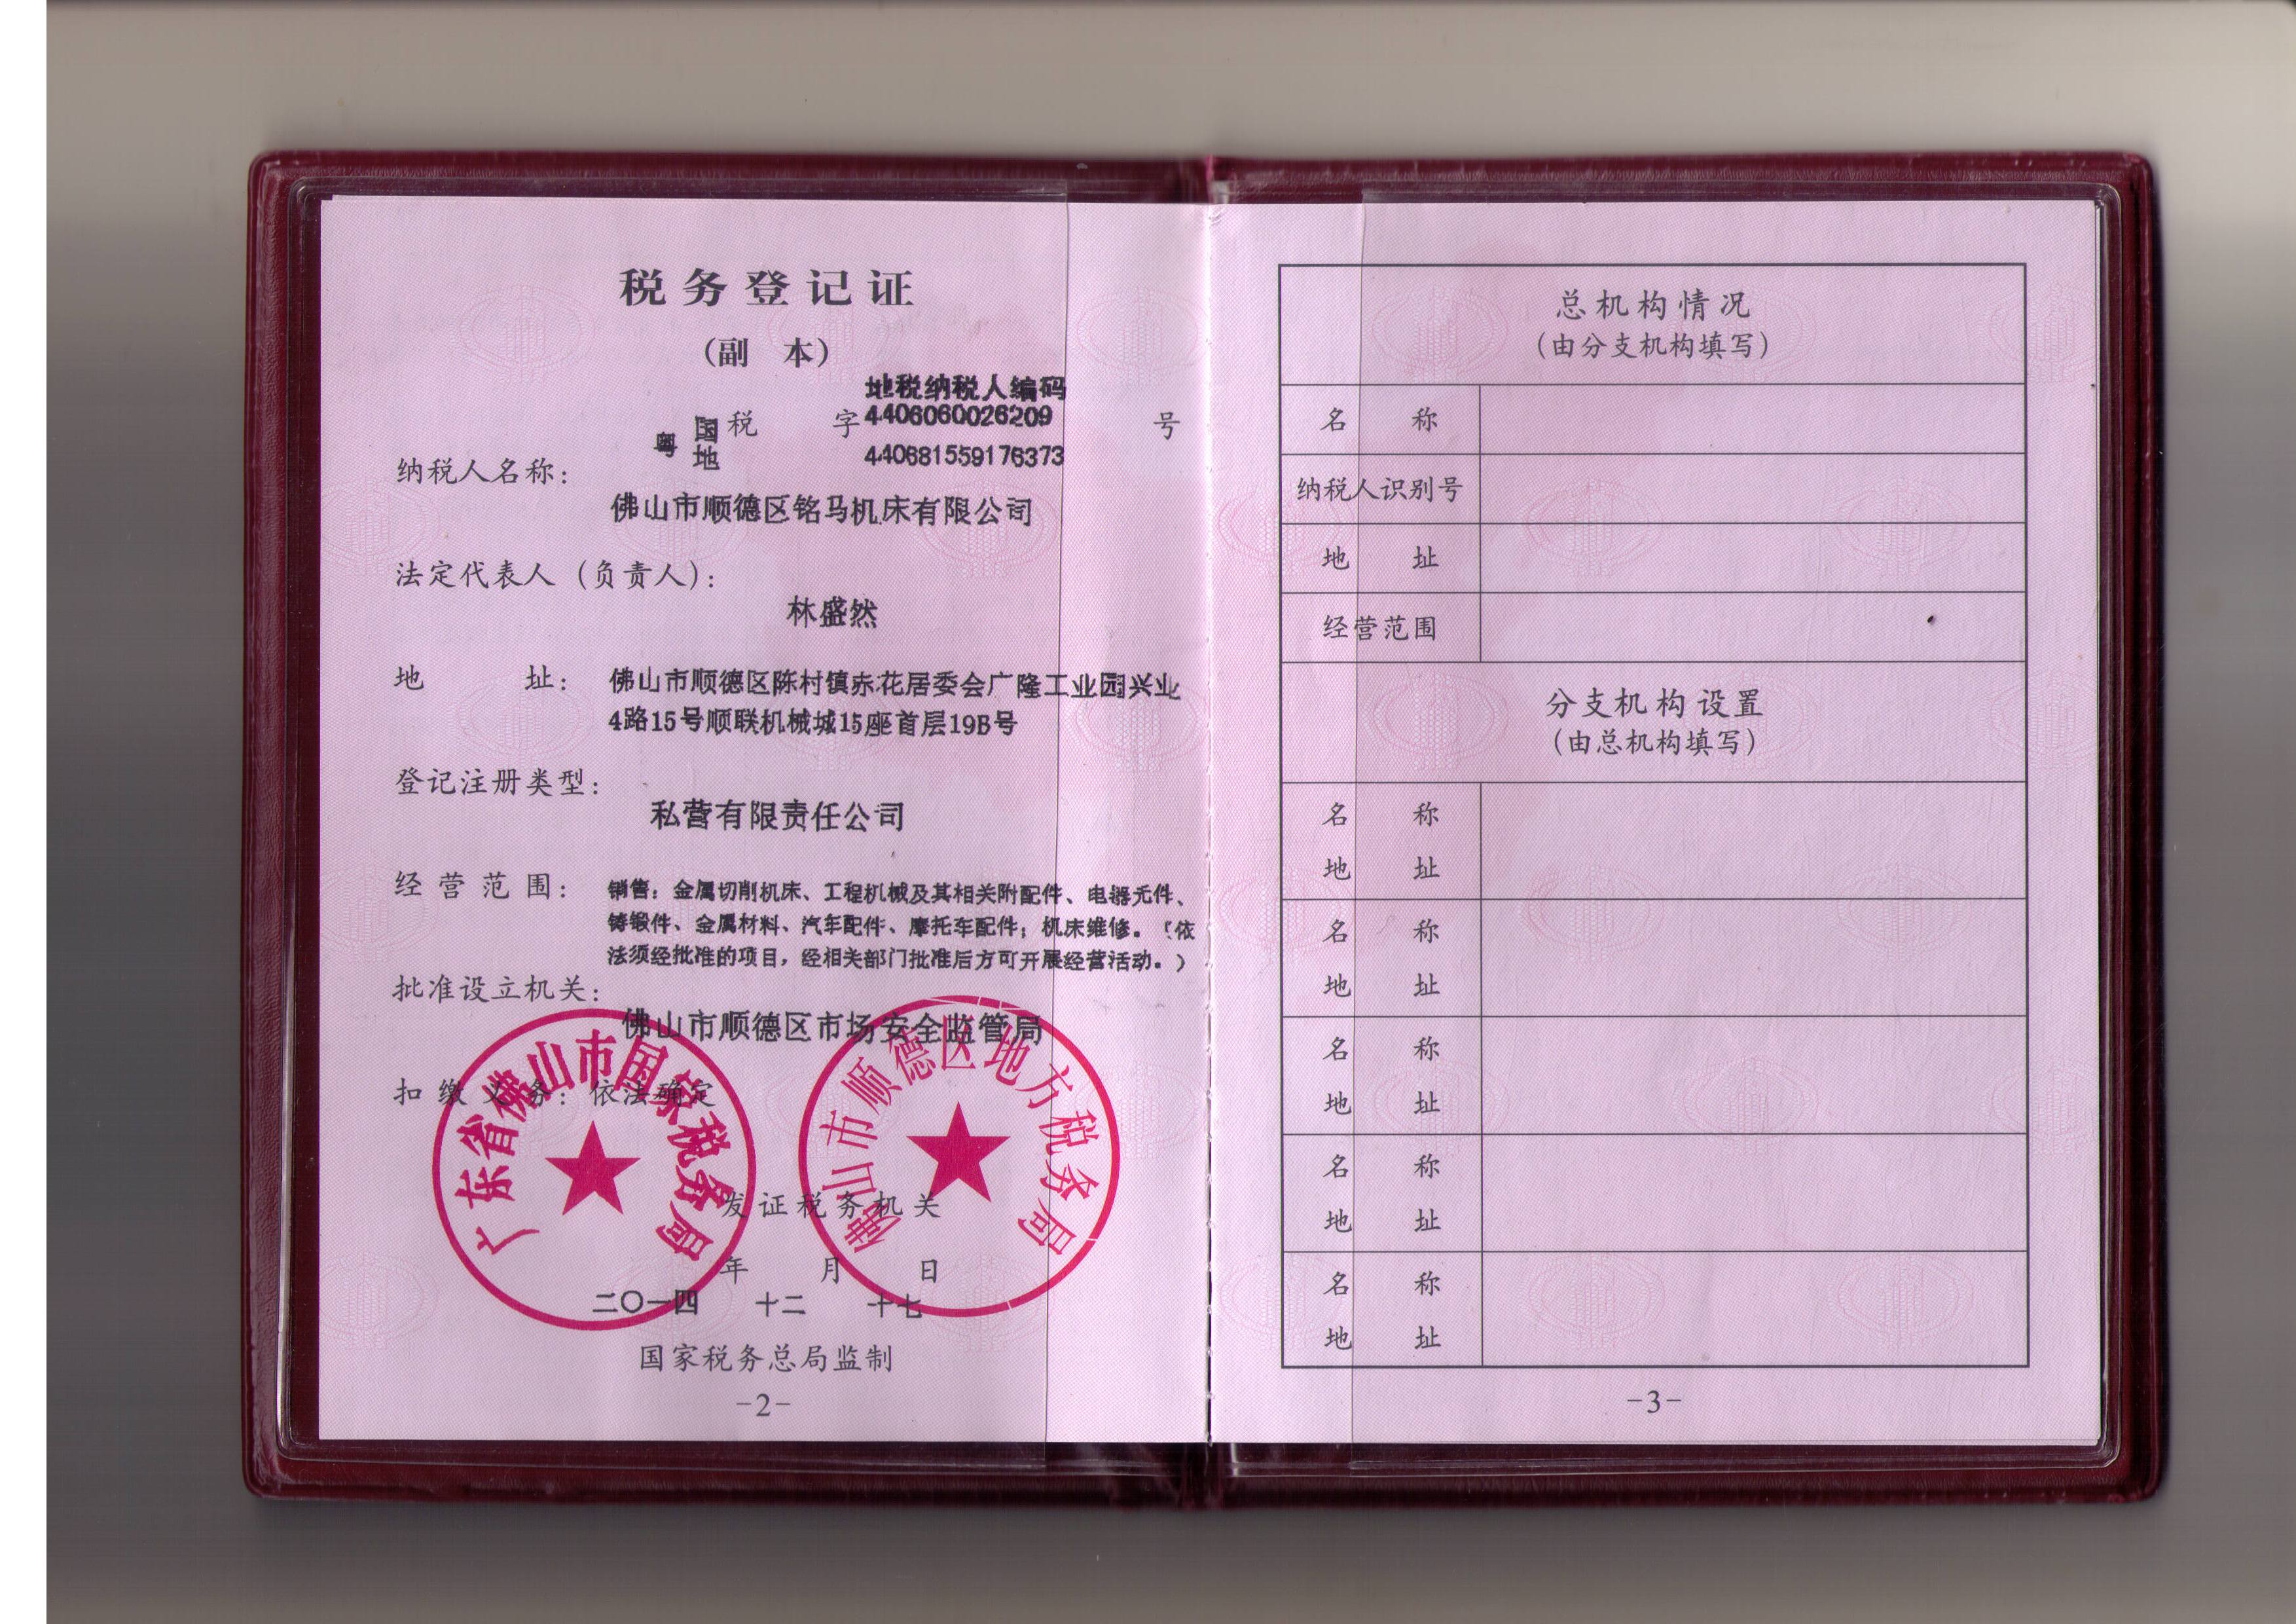 税务登记证
(副 本)
地税纳税人编码
粤 国 税 字 4406060026209 号
地 440681559176373
纳税人名称:
佛山市顺德区铭马机床有限公司
法定代表人(负责人):
林盛然
地 址: 佛山市顺德区陈村镇赤花居委会广隆工业园兴业
4路15号顺联机械城15座首层19B号
登记注册类型:
私营有限责任公司
经营范围: 销售:金属切削机床、工程机械及其相关附配件、电器元件、
铸锻件、金属材料、汽车配件、摩托车配件;机床维修。(依
法须经批准的项目,经相关部门批准后方可开展经营活动。)
批准设立机关:
佛山市顺德区市场安全监管局
扣缴义务:依法确定
广东省佛山市国家税务局
佛山市顺德区地方税务局
发证税务机关
年 月 日
二〇一四 十二 十七
国家税务总局监制
-2-
总机构情况
(由分支机构填写)
名 称
纳税人识别号
地 址
经营范围
分支机构设置
(由总机构填写)
名 称
地 址
名 称
地 址
名 称
地 址
名 称
地 址
名 称
地 址
-3-